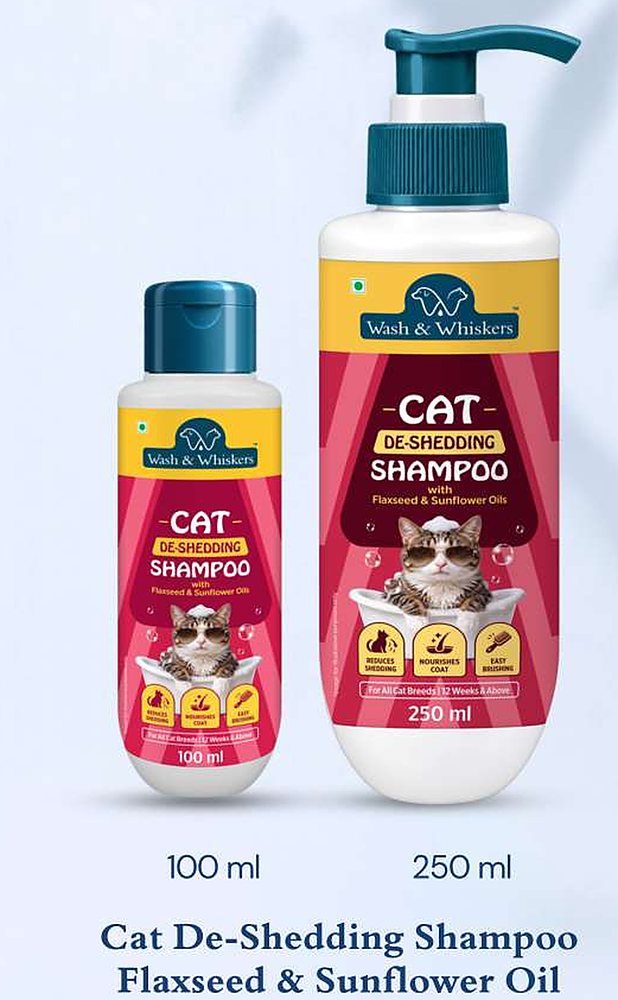 Wash & Whiskers™
CAT
DE-SHEDDING
SHAMPOO
with
Flaxseed & Sunflower Oils
REDUCES
SHEDDING
NOURISHES
COAT
EASY
BRUSHING
For All Cat Breeds | 12 Weeks & Above
100 ml
Wash & Whiskers™
CAT
DE-SHEDDING
SHAMPOO
with
Flaxseed & Sunflower Oils
REDUCES
SHEDDING
NOURISHES
COAT
EASY
BRUSHING
For All Cat Breeds | 12 Weeks & Above
250 ml
100 ml
250 ml
Cat De-Shedding Shampoo
Flaxseed & Sunflower Oil